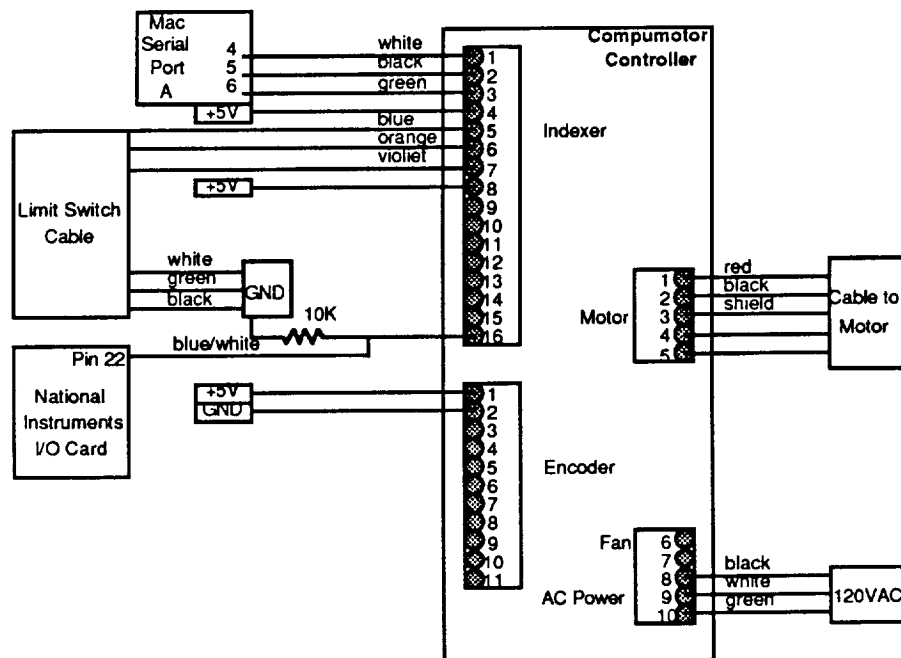 Mac
Serial
Port
A
4
5
6
+5V
white
black
green
blue
orange
violiet
+5V
Limit Switch
Cable
white
green
black
GND
10K
blue/white
Pin 22
National
Instruments
I/O Card
+5V
GND
Compumotor
Controller
1
2
3
4
5
6
7
8
9
10
11
12
13
14
15
16
Indexer
1
2
3
4
5
6
7
8
9
10
11
Encoder
Motor
1
2
3
4
5
red
black
shield
Cable to
Motor
Fan
AC Power
6
7
8
9
10
black
white
green
120VAC